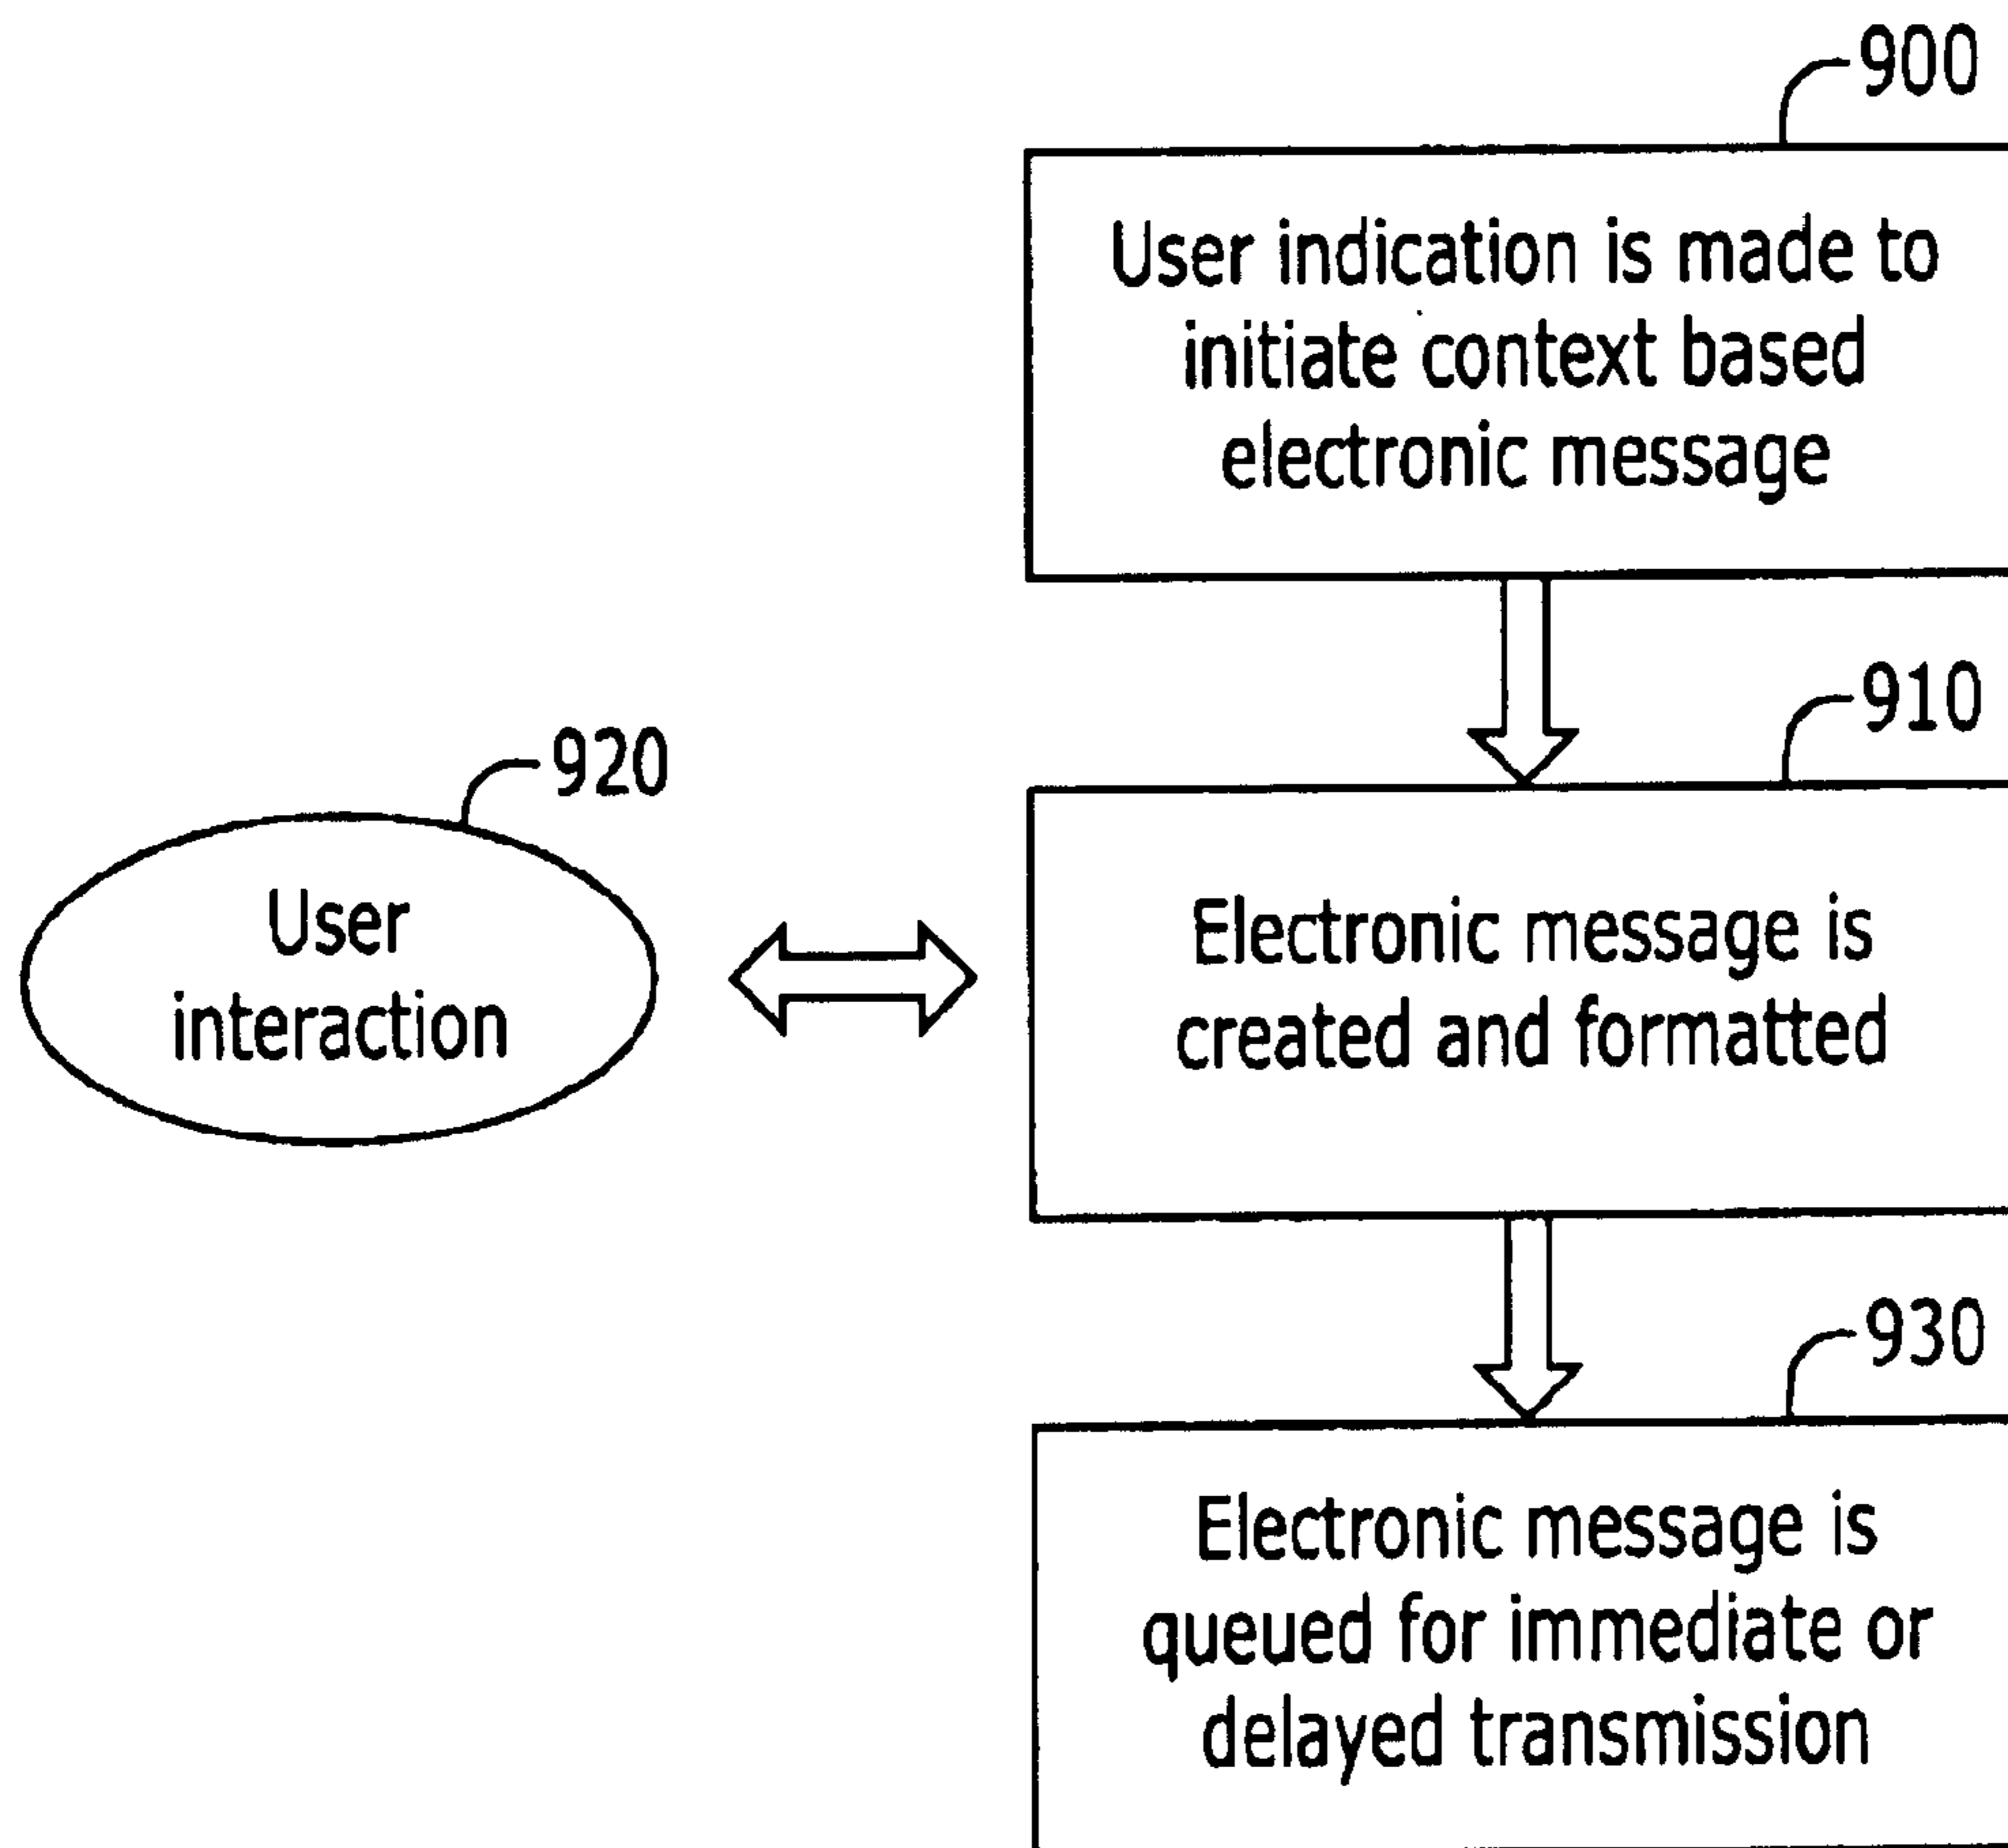 900
User indication is made to
initiate context based
electronic message
910
920
User
interaction
Electronic message is
created and formatted
930
Electronic message is
queued for immediate or
delayed transmission